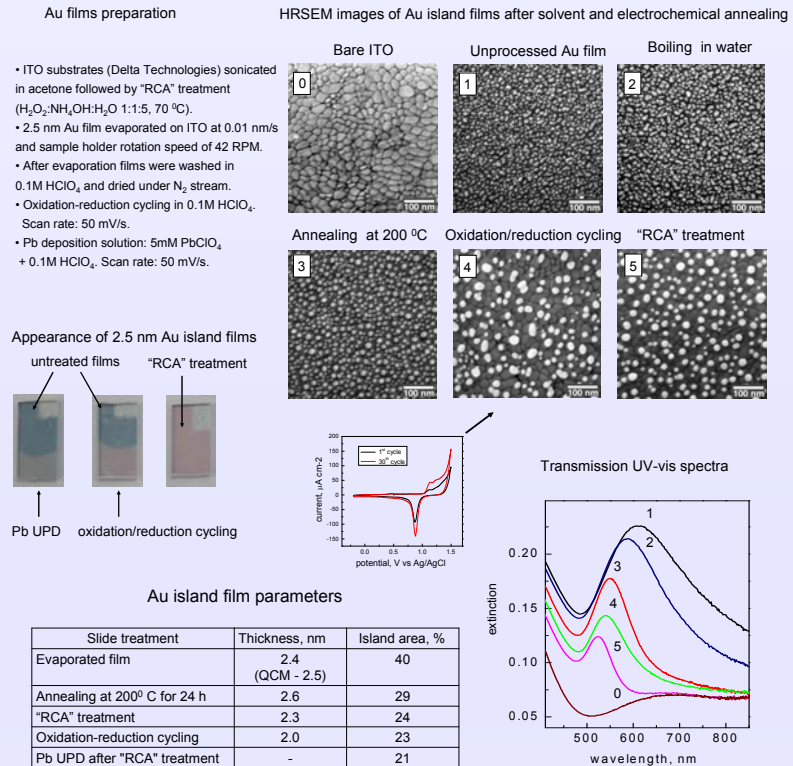 Au films preparation
• ITO substrates (Delta Technologies) sonicated
in acetone followed by “RCA” treatment
(H₂O₂:NH₄OH:H₂O 1:1:5, 70 ⁰C).
• 2.5 nm Au film evaporated on ITO at 0.01 nm/s
and sample holder rotation speed of 42 RPM.
• After evaporation films were washed in
0.1M HClO₄ and dried under N₂ stream.
• Oxidation-reduction cycling in 0.1M HClO₄.
Scan rate: 50 mV/s.
• Pb deposition solution: 5mM PbClO₄
+ 0.1M HClO₄. Scan rate: 50 mV/s.
HRSEM images of Au island films after solvent and electrochemical annealing
Bare ITO
0
100 nm
Unprocessed Au film
1
100 nm
Boiling in water
2
100 nm
Annealing at 200 ⁰C
3
100 nm
Oxidation/reduction cycling
4
100 nm
“RCA” treatment
5
100 nm
Appearance of 2.5 nm Au island films
untreated films
“RCA” treatment
Pb UPD
oxidation/reduction cycling
current, µA cm-2
200
150
100
50
0
-50
-100
-150
1ˢᵗ cycle
30ᵗʰ cycle
0.0 0.5 1.0 1.5
potential, V vs Ag/AgCl
Transmission UV-vis spectra
extinction
0.20
0.15
0.10
0.05
1
2
3
4
5
0
500 600 700 800
wavelength, nm
Au island film parameters
Slide treatment Thickness, nm Island area, %
Evaporated film 2.4 40
(QCM - 2.5)
Annealing at 200⁰ C for 24 h 2.6 29
“RCA” treatment 2.3 24
Oxidation-reduction cycling 2.0 23
Pb UPD after "RCA" treatment - 21